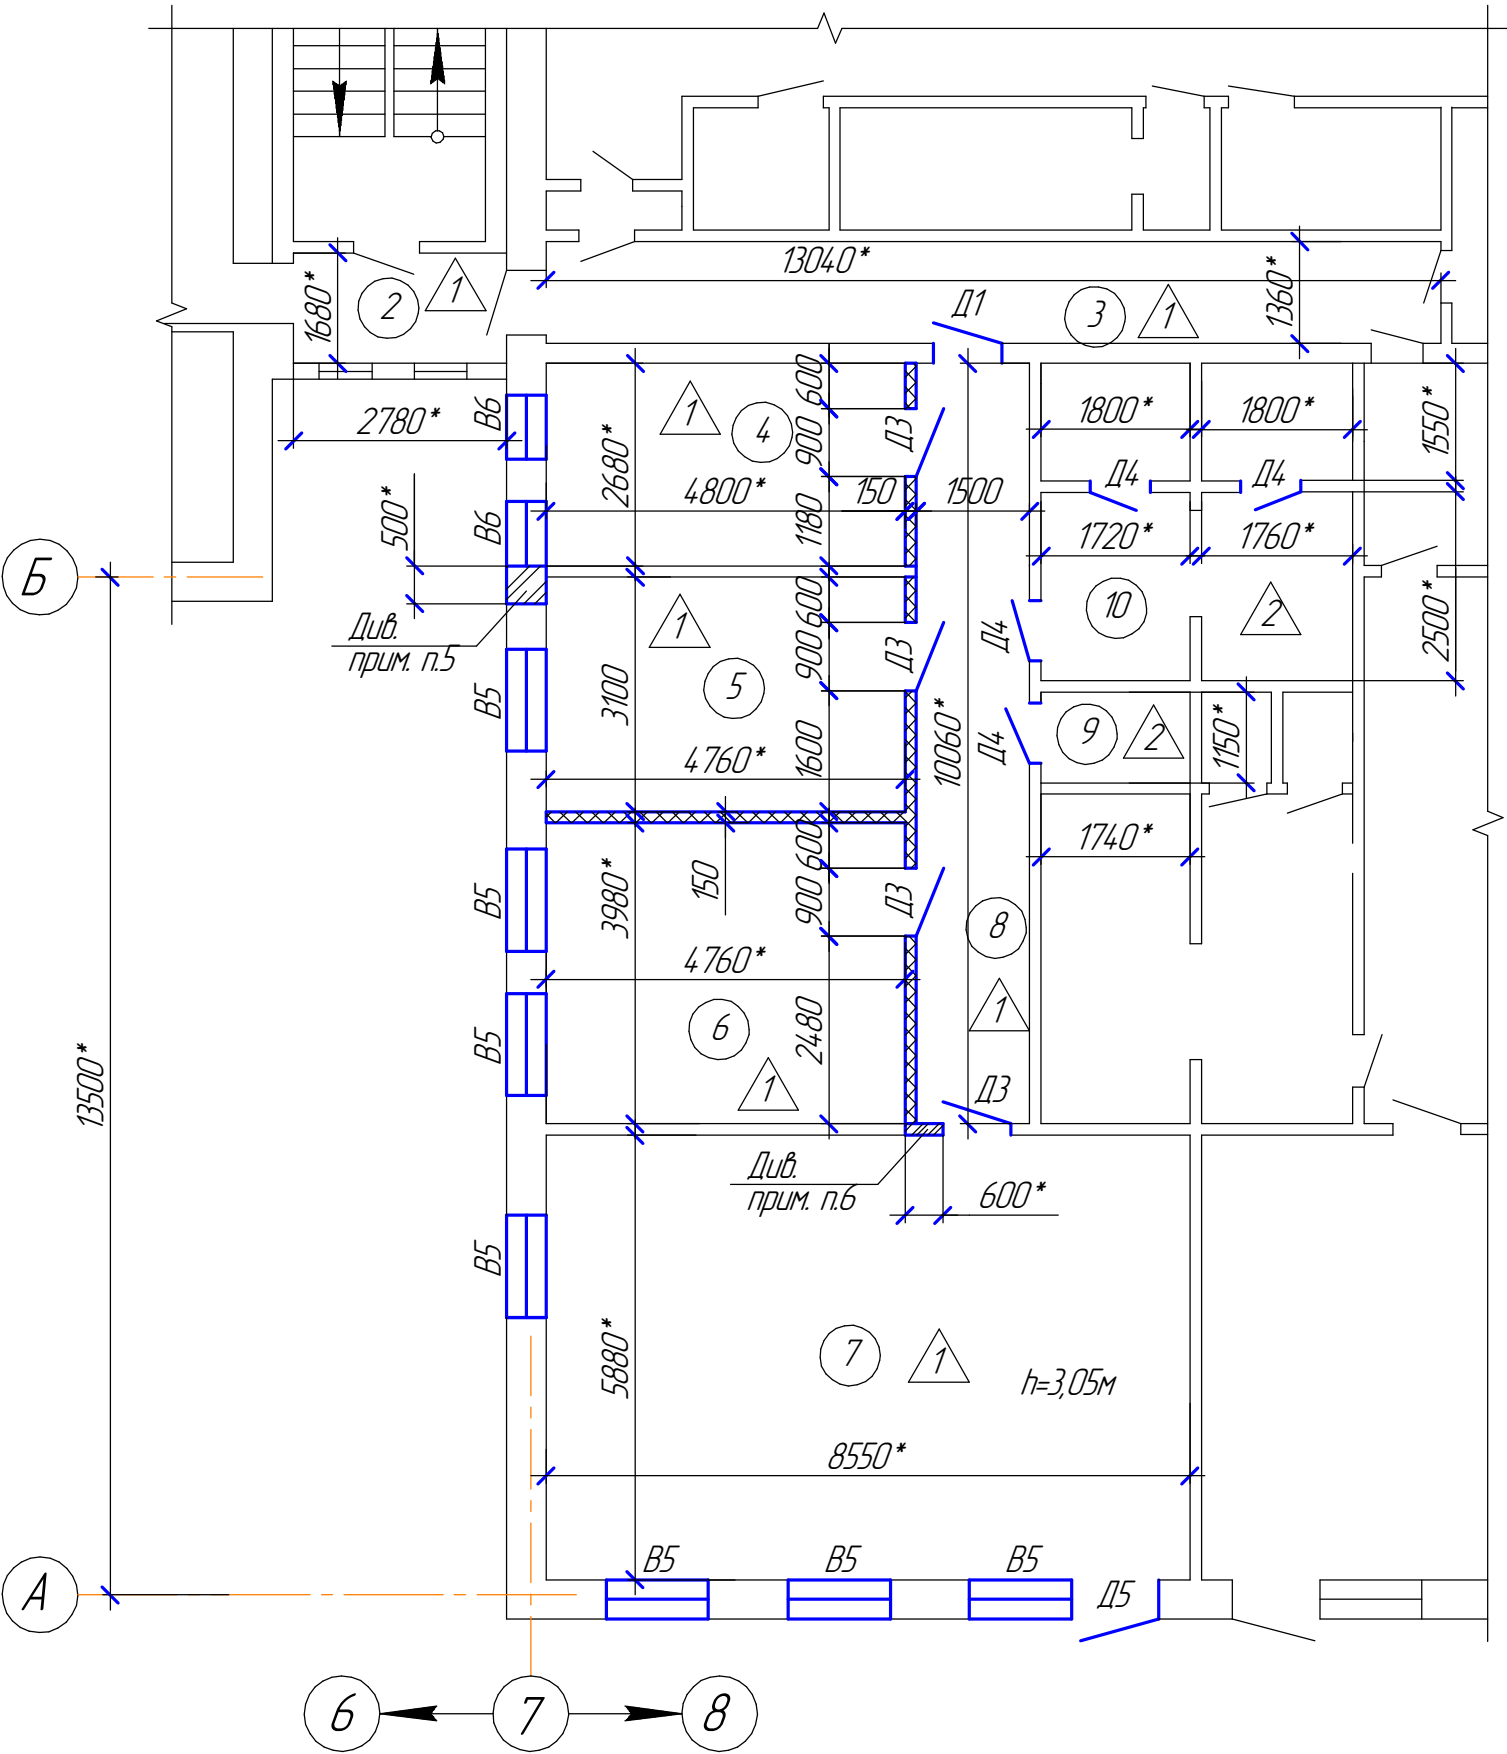 13040*
1680*
2
1
Д1
3
1
1360*
2780*
В6
2680*
1
4
600
900
Д3
1800*
1800*
1550*
500*
В6
4800*
1180
150
1500
Д4
Д4
1720*
1760*
Б
Див.
прим. п.5
1
600
900
Д3
Д4
10
2
2500*
В5
3100
5
4760*
1600
10060*
Д4
9
2
1150*
1740*
В5
3980*
150
600
900
Д3
8
4760*
13500*
В5
6
2480
1
1
Д3
Див.
прим. п.6
600*
В5
5880*
7
1
h=3,05м
8550*
В5
В5
В5
Д5
А
6
7
8